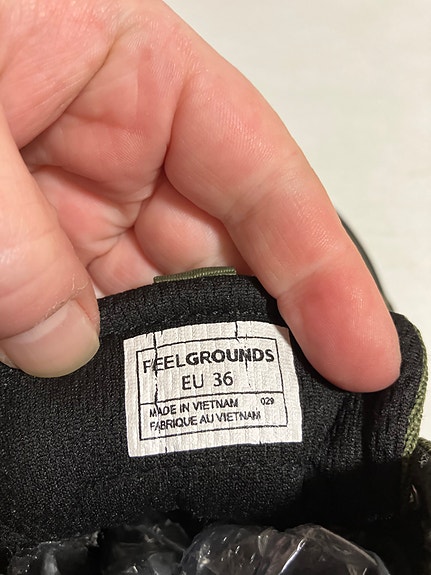 FEELGROUNDS
EU 36
MADE IN VIETNAM 029
FABRIQUE AU VIETNAM